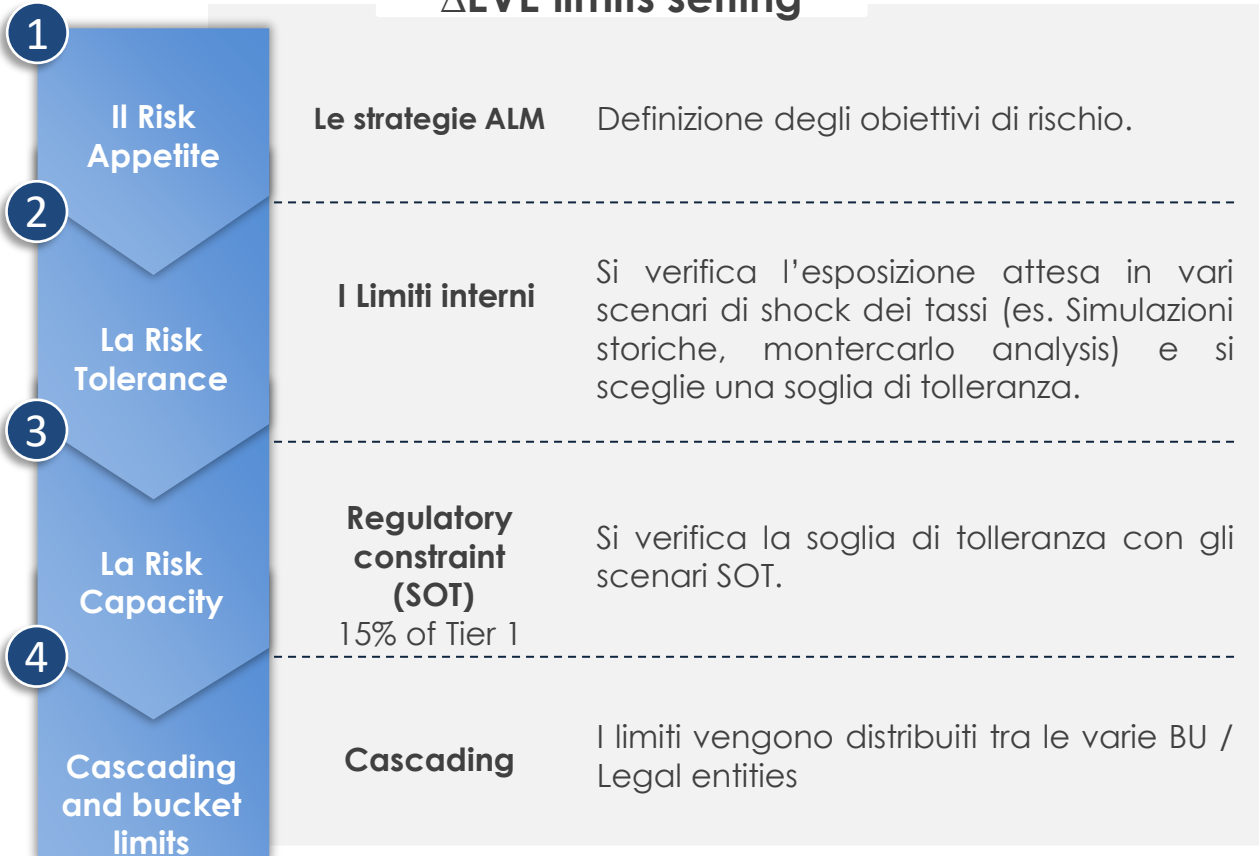 ΔEVE limits setting
1
Il Risk
Appetite
Le strategie ALM
Definizione degli obiettivi di rischio.
2
La Risk
Tolerance
I Limiti interni
Si verifica l’esposizione attesa in vari
scenari di shock dei tassi (es. Simulazioni
storiche, montercarlo analysis) e si
sceglie una soglia di tolleranza.
3
La Risk
Capacity
Regulatory
constraint
(SOT)
15% of Tier 1
Si verifica la soglia di tolleranza con gli
scenari SOT.
4
Cascading
and bucket
limits
Cascading
I limiti vengono distribuiti tra le varie BU /
Legal entities